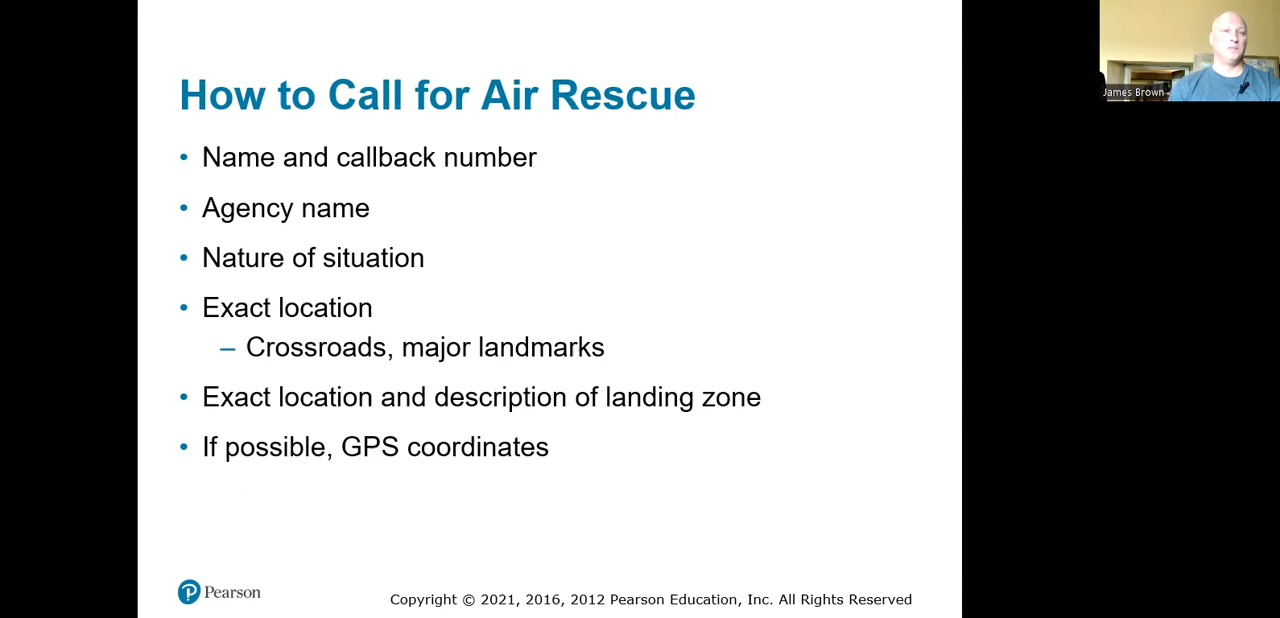 How to Call for Air Rescue
• Name and callback number
• Agency name
• Nature of situation
• Exact location
– Crossroads, major landmarks
• Exact location and description of landing zone
• If possible, GPS coordinates
Pearson
Copyright © 2021, 2016, 2012 Pearson Education, Inc. All Rights Reserved
James Brown